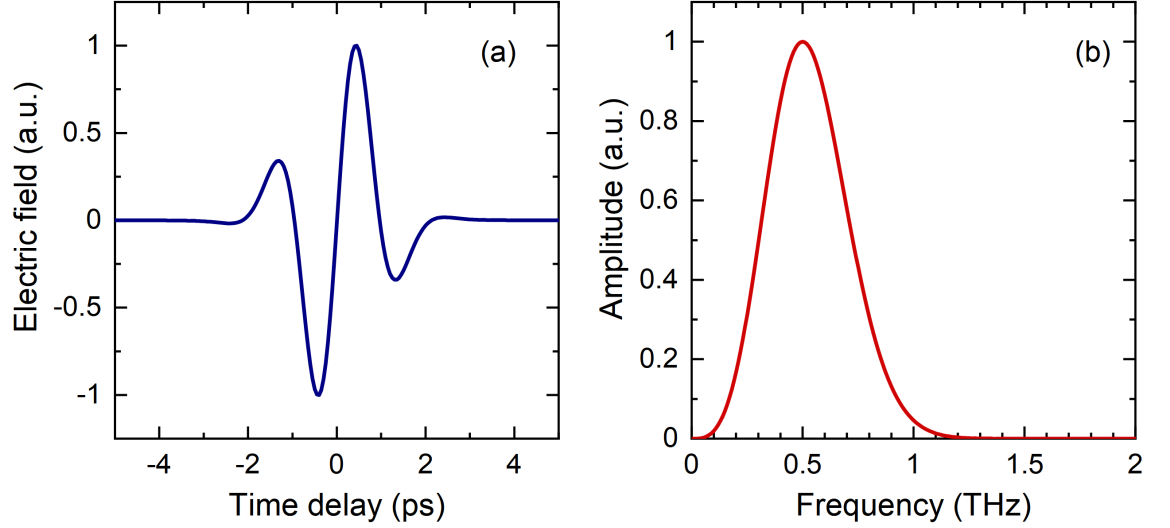 (a)
Electric field (a.u.)
1
0.5
0
-0.5
-1
-4 -2 0 2 4
Time delay (ps)
(b)
Amplitude (a.u.)
1
0.8
0.6
0.4
0.2
0
0 0.5 1 1.5 2
Frequency (THz)